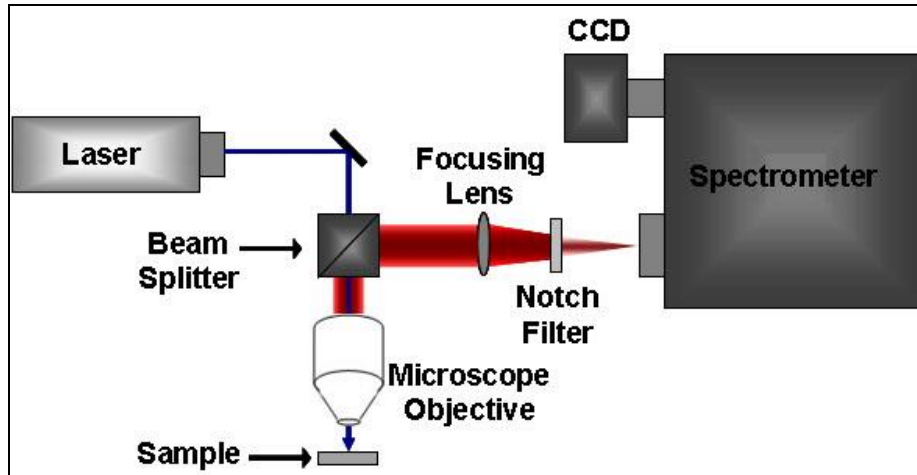 CCD
Laser
Focusing
Lens
Spectrometer
Beam
Splitter
Notch
Filter
Microscope
Objective
Sample